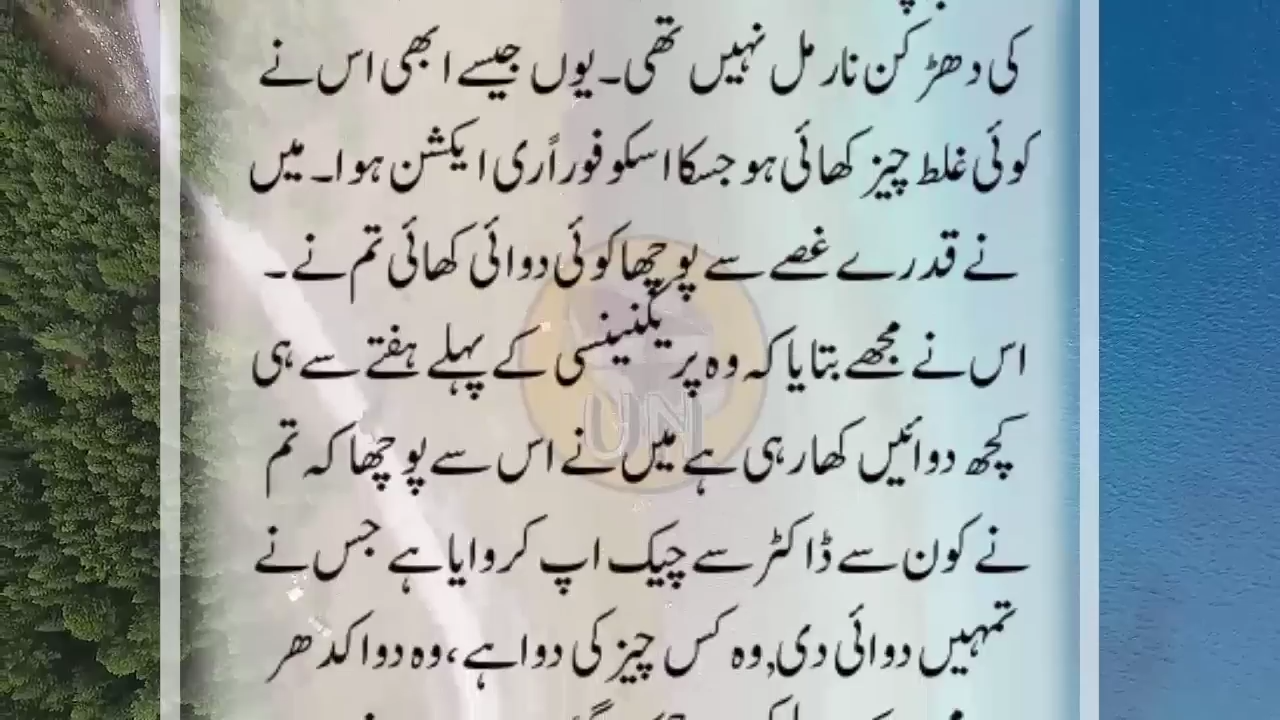 کی دھڑکن نارمل نہیں تھی۔ یوں جیسے ابھی اس نے
کوئی غلط چیز کھائی ہو جسکا اسکو فوراً ری ایکشن ہوا۔ میں
نے قدرے غصے سے پوچھا کوئی دوائی کھائی تم نے۔
اس نے مجھے بتایا کہ وہ پریگنینسی کے پہلے ہفتے سے ہی
کچھ دوائیں کھا رہی ہے میں نے اس سے پوچھا کہ تم
نے کون سے ڈاکٹر سے چیک اپ کروایا ہے جس نے
تمہیں دوائی دی,وہ کس چیز کی دوا ہے، وہ دوا کدھر
UN